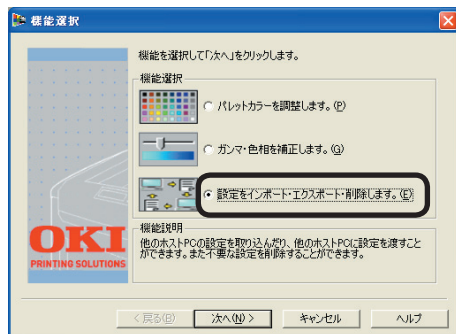 機能選択
機能を選択して「次へ」をクリックします。
機能選択
パレットカラーを調整します。(P)
ガンマ・色相を補正します。(G)
設定をインポート・エクスポート・削除します。(E)
機能説明
他のホストPCの設定を取り込んだり、他のホストPCに設定を渡すこと
ができます。また不要な設定を削除することができます。
OKI
PRINTING SOLUTIONS
< 戻る(B)
次へ(N) >
キャンセル
ヘルプ